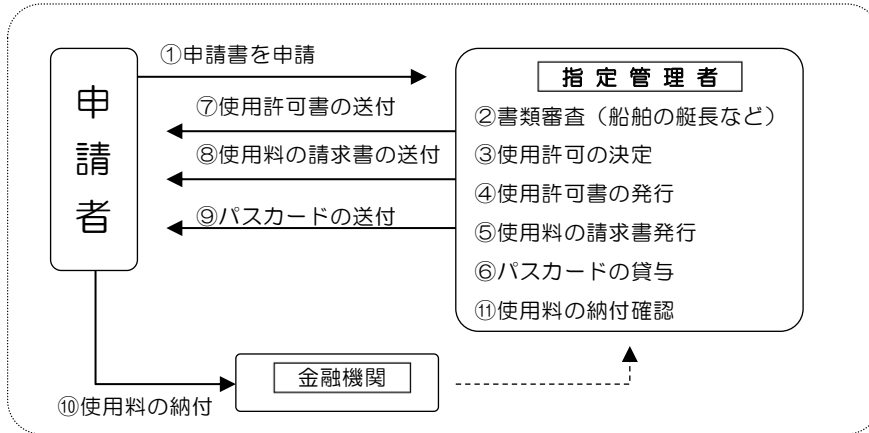 ①申請書を申請
申請者
⑦使用許可書の送付
⑧使用料の請求書の送付
⑨パスカードの送付
指定管理者
②書類審査（船舶の艇長など）
③使用許可の決定
④使用許可書の発行
⑤使用料の請求書発行
⑥パスカードの貸与
⑪使用料の納付確認
金融機関
⑩使用料の納付